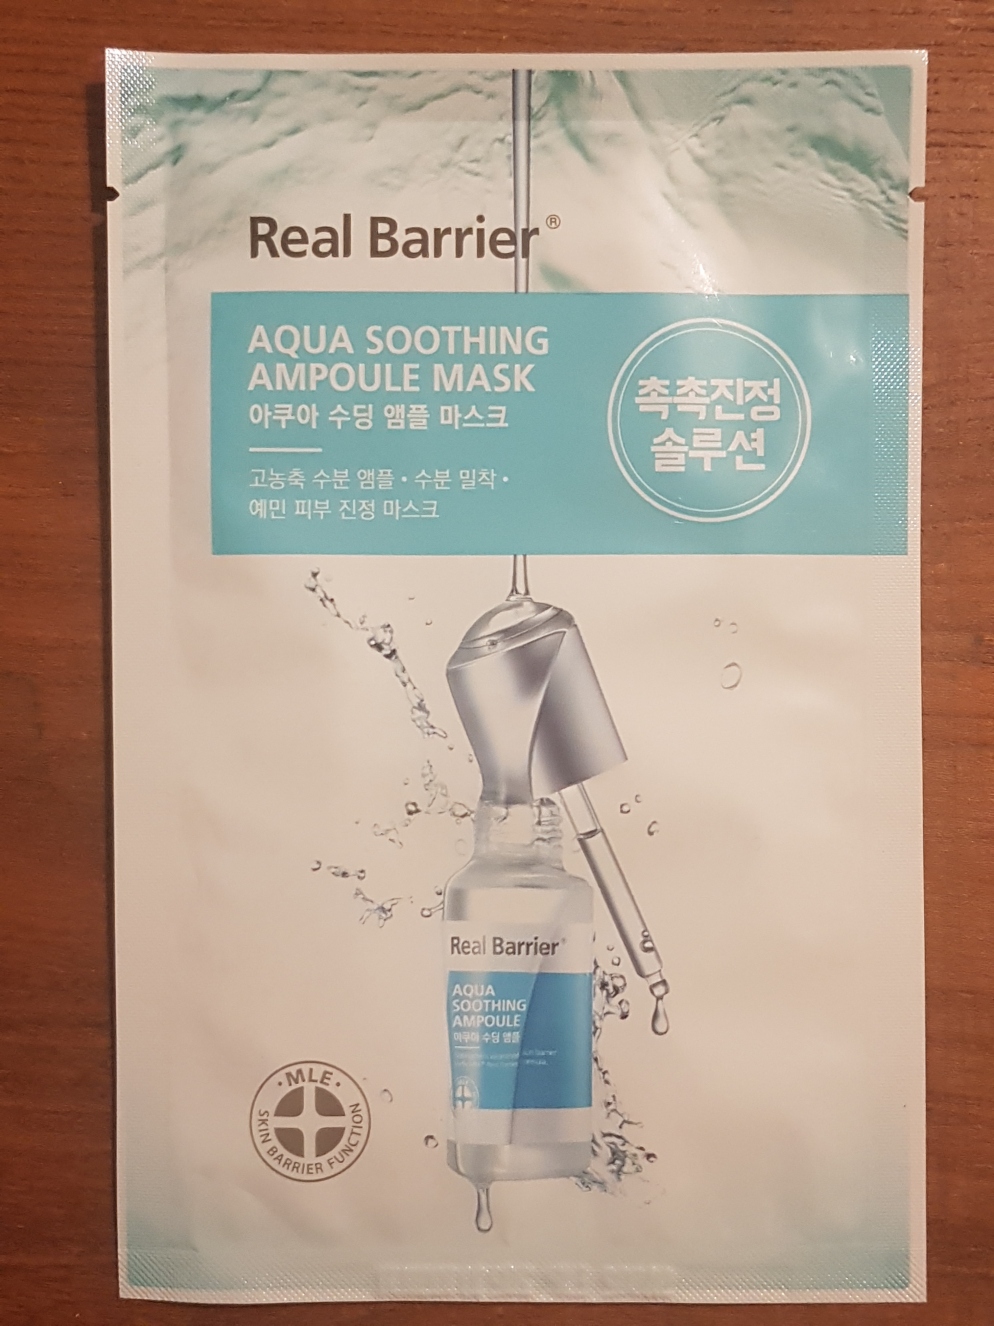 Real Barrier®
AQUA SOOTHING
AMPOULE MASK
아쿠아 수딩 앰플 마스크
고농축 수분 앰플 · 수분 밀착 ·
예민 피부 진정 마스크
촉촉진정
솔루션
Real Barrier®
AQUA
SOOTHING
AMPOULE
아쿠아 수딩 앰플
· MLE ·
SKIN BARRIER FUNCTION